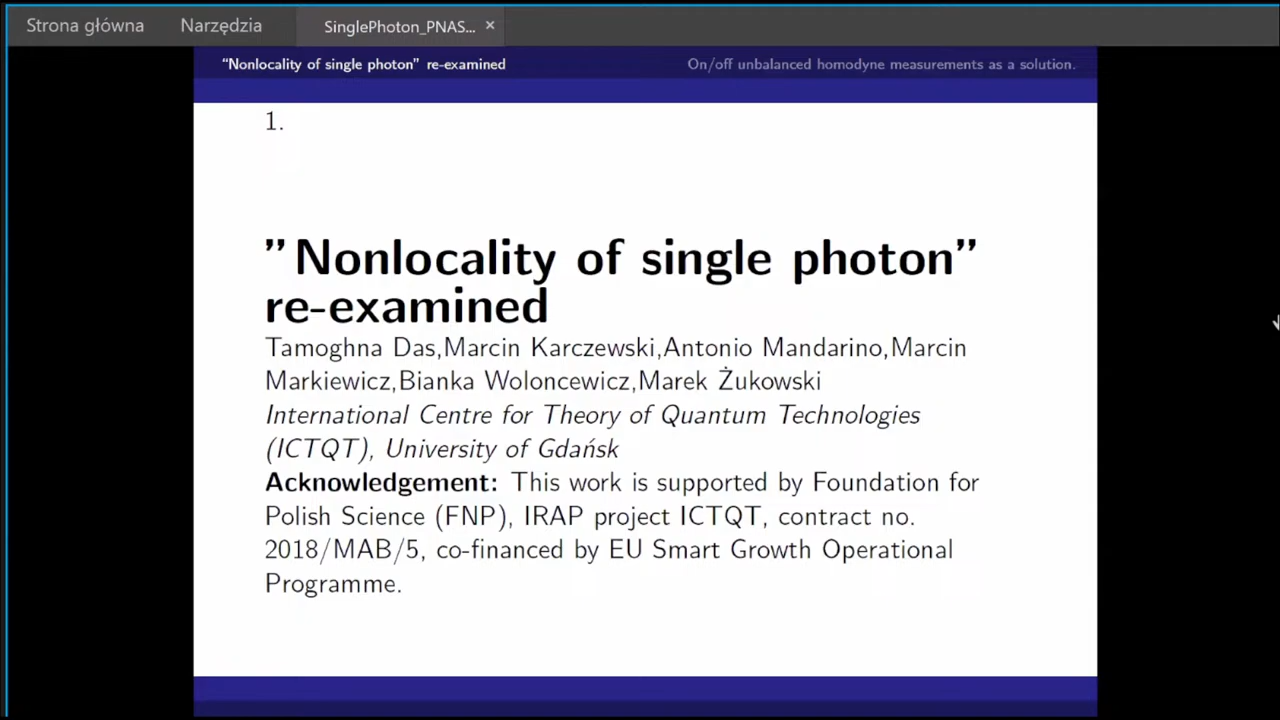 Strona główna Narzędzia SinglePhoton_PNAS... ×
“Nonlocality of single photon” re-examined On/off unbalanced homodyne measurements as a solution.
1.
”Nonlocality of single photon”
re-examined
Tamoghna Das,Marcin Karczewski,Antonio Mandarino,Marcin
Markiewicz,Bianka Woloncewicz,Marek Żukowski
International Centre for Theory of Quantum Technologies
(ICTQT), University of Gdańsk
Acknowledgement: This work is supported by Foundation for
Polish Science (FNP), IRAP project ICTQT, contract no.
2018/MAB/5, co-financed by EU Smart Growth Operational
Programme.